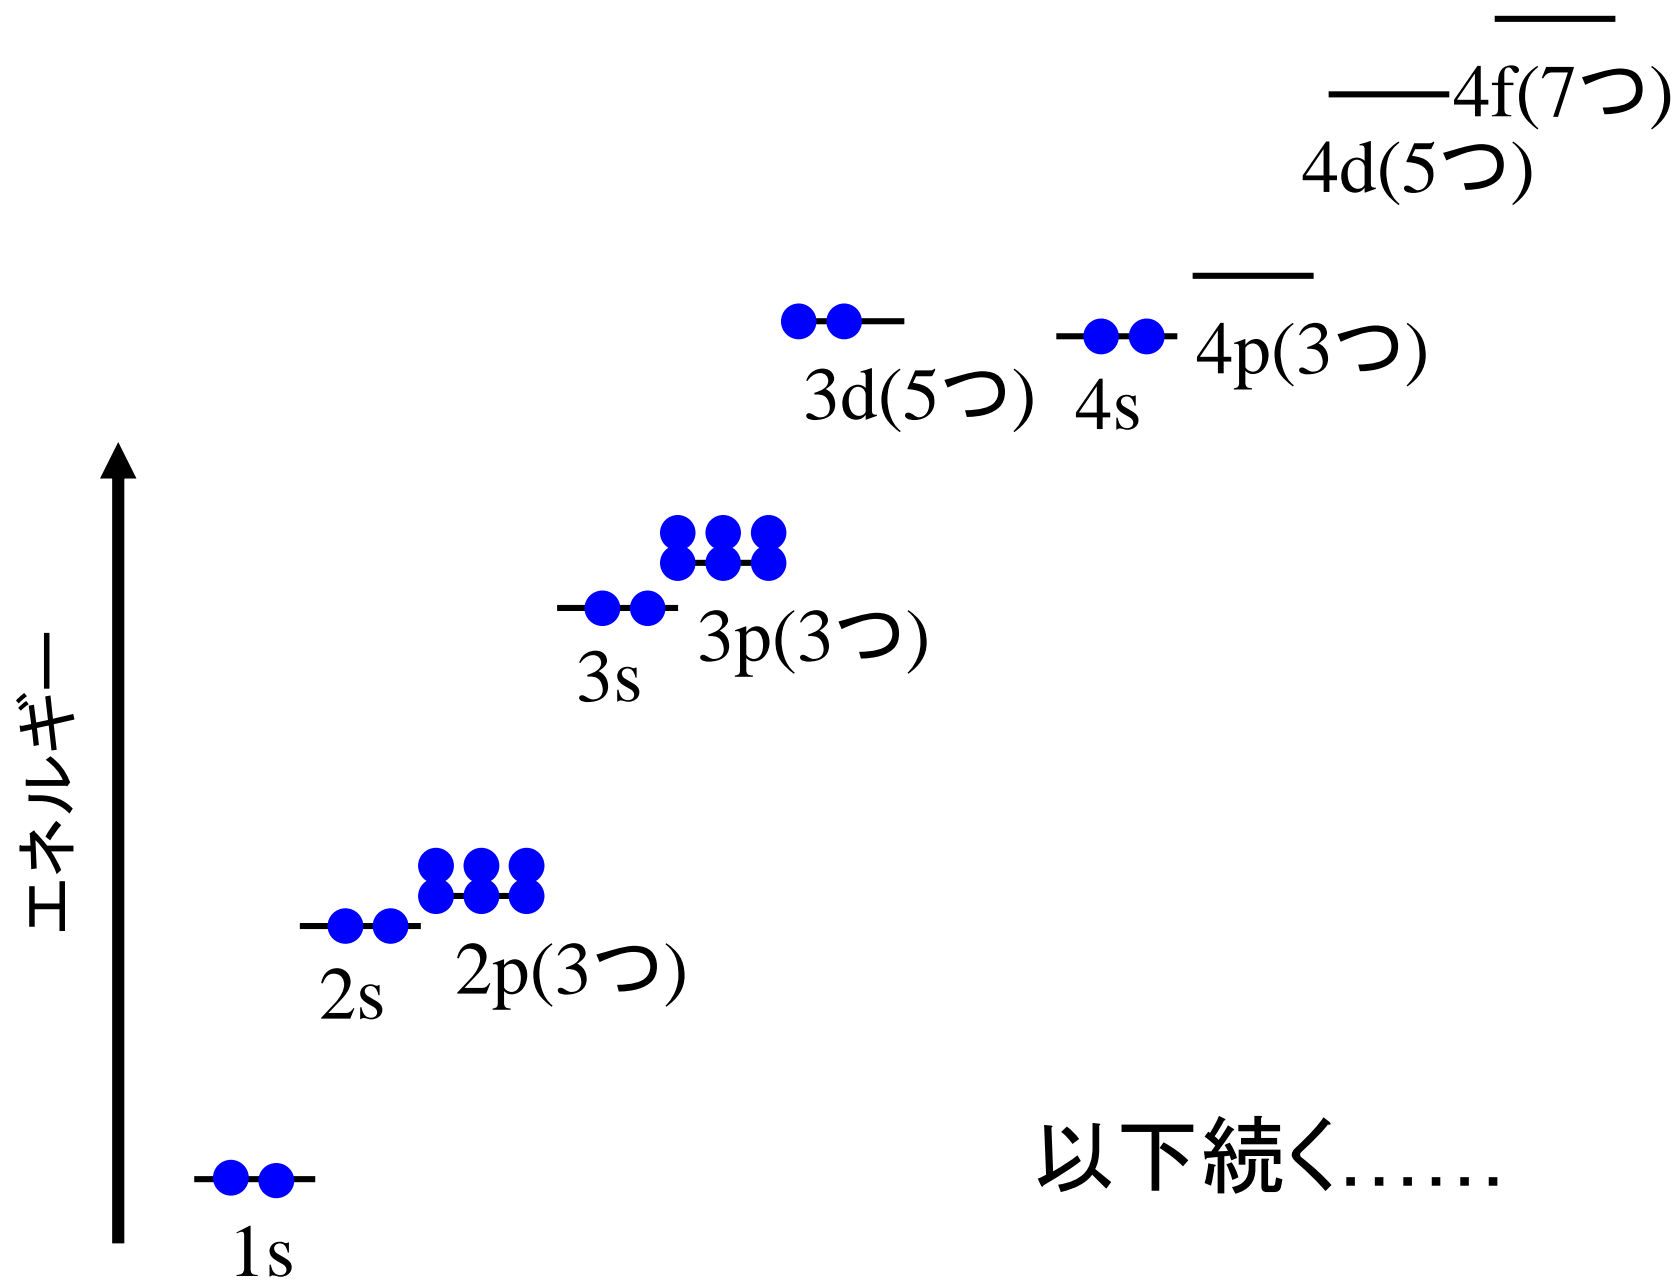 4f(7つ)
4d(5つ)
4p(3つ)
3d(5つ)
4s
3p(3つ)
3s
エネルギー
2p(3つ)
2s
以下続く……
1s